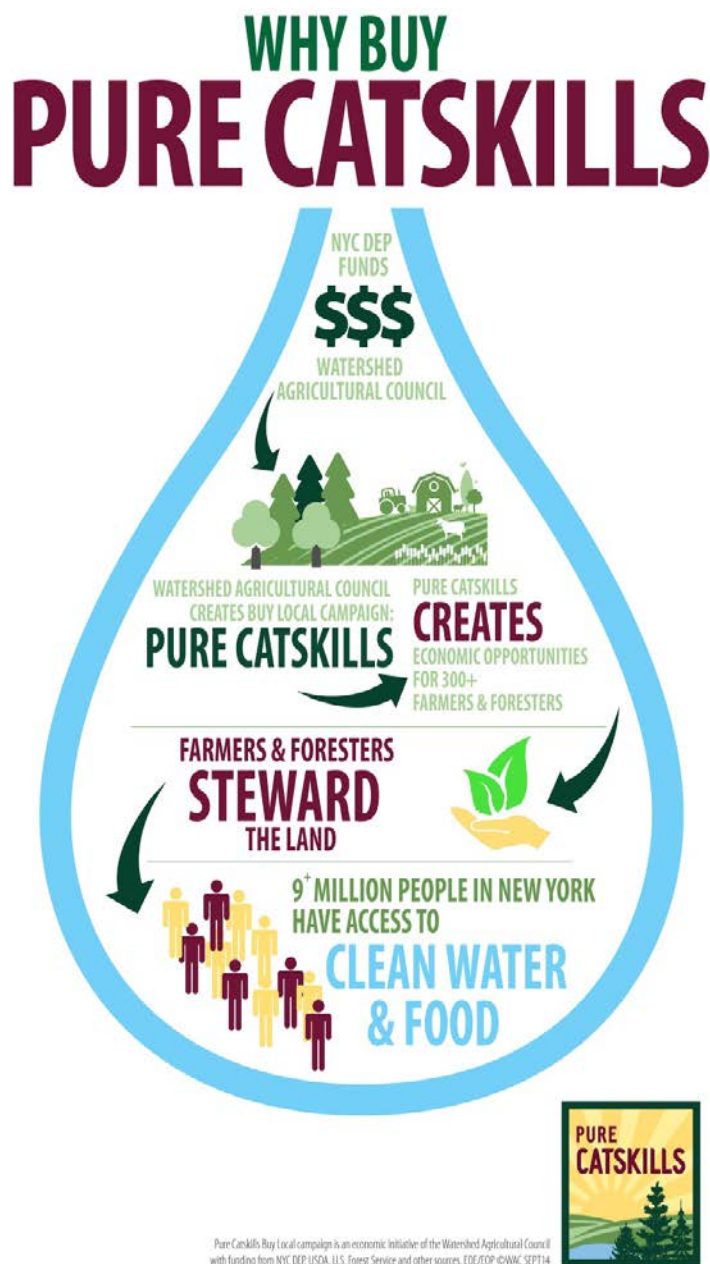 WHY BUY
PURE CATSKILLS
NYC DEP
FUNDS
$$$
WATERSHED
AGRICULTURAL COUNCIL
WATERSHED AGRICULTURAL COUNCIL
CREATES BUY LOCAL CAMPAIGN:
PURE CATSKILLS
PURE CATSKILLS
CREATES
ECONOMIC OPPORTUNITIES
FOR 300+
FARMERS & FORESTERS
FARMERS & FORESTERS
STEWARD
THE LAND
9+ MILLION PEOPLE IN NEW YORK
HAVE ACCESS TO
CLEAN WATER
& FOOD
PURE
CATSKILLS
Pure Catskills Buy Local campaign is an economic initiative of the Watershed Agricultural Council
with funding from NYC DEP, USDA, U.S. Forest Service and other sources. EOE/EOP ©WAC SEPT14